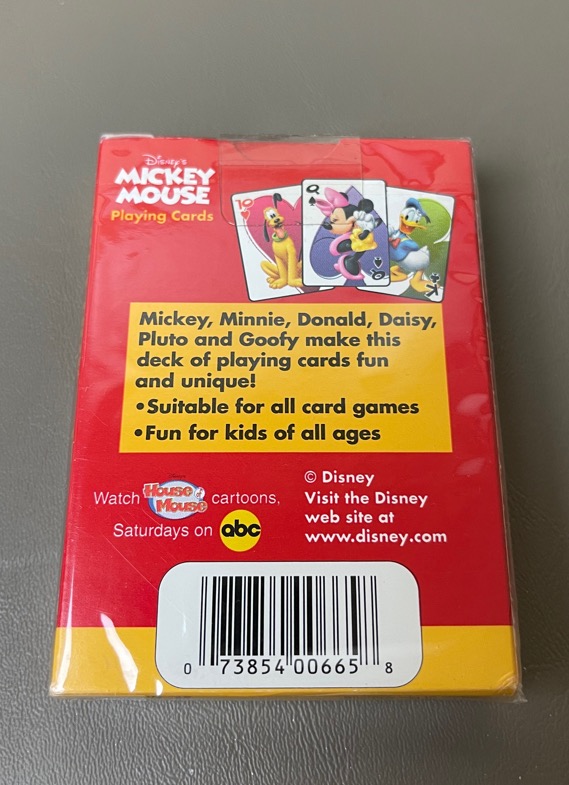 Disney's
MICKEY
MOUSE
Playing Cards
10
Q
Q
K
Mickey, Minnie, Donald, Daisy,
Pluto and Goofy make this
deck of playing cards fun
and unique!
•Suitable for all card games
•Fun for kids of all ages
Watch House of Mouse cartoons,
Saturdays on abc
© Disney
Visit the Disney
web site at
www.disney.com
0 73854 00665 8